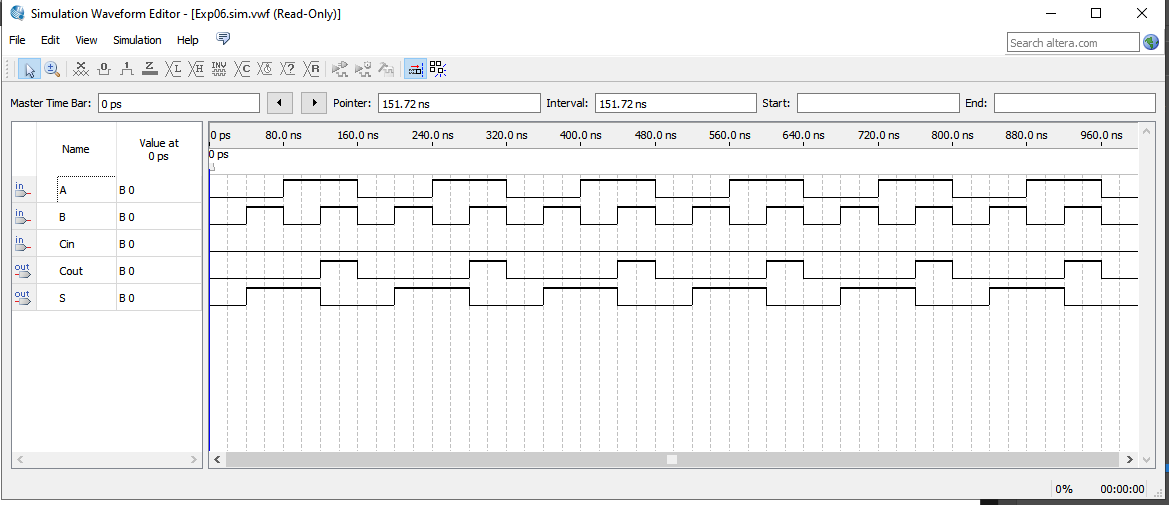 Simulation Waveform Editor - [Exp06.sim.vwf (Read-Only)]
File Edit View Simulation Help
Search altera.com
Master Time Bar: 0 ps Pointer: 151.72 ns Interval: 151.72 ns Start: End:
Name Value at
0 ps
0 ps 80.0 ns 160.0 ns 240.0 ns 320.0 ns 400.0 ns 480.0 ns 560.0 ns 640.0 ns 720.0 ns 800.0 ns 880.0 ns 960.0 ns
0 ps
in A B 0
in B B 0
in Cin B 0
out Cout B 0
out S B 0
0% 00:00:00